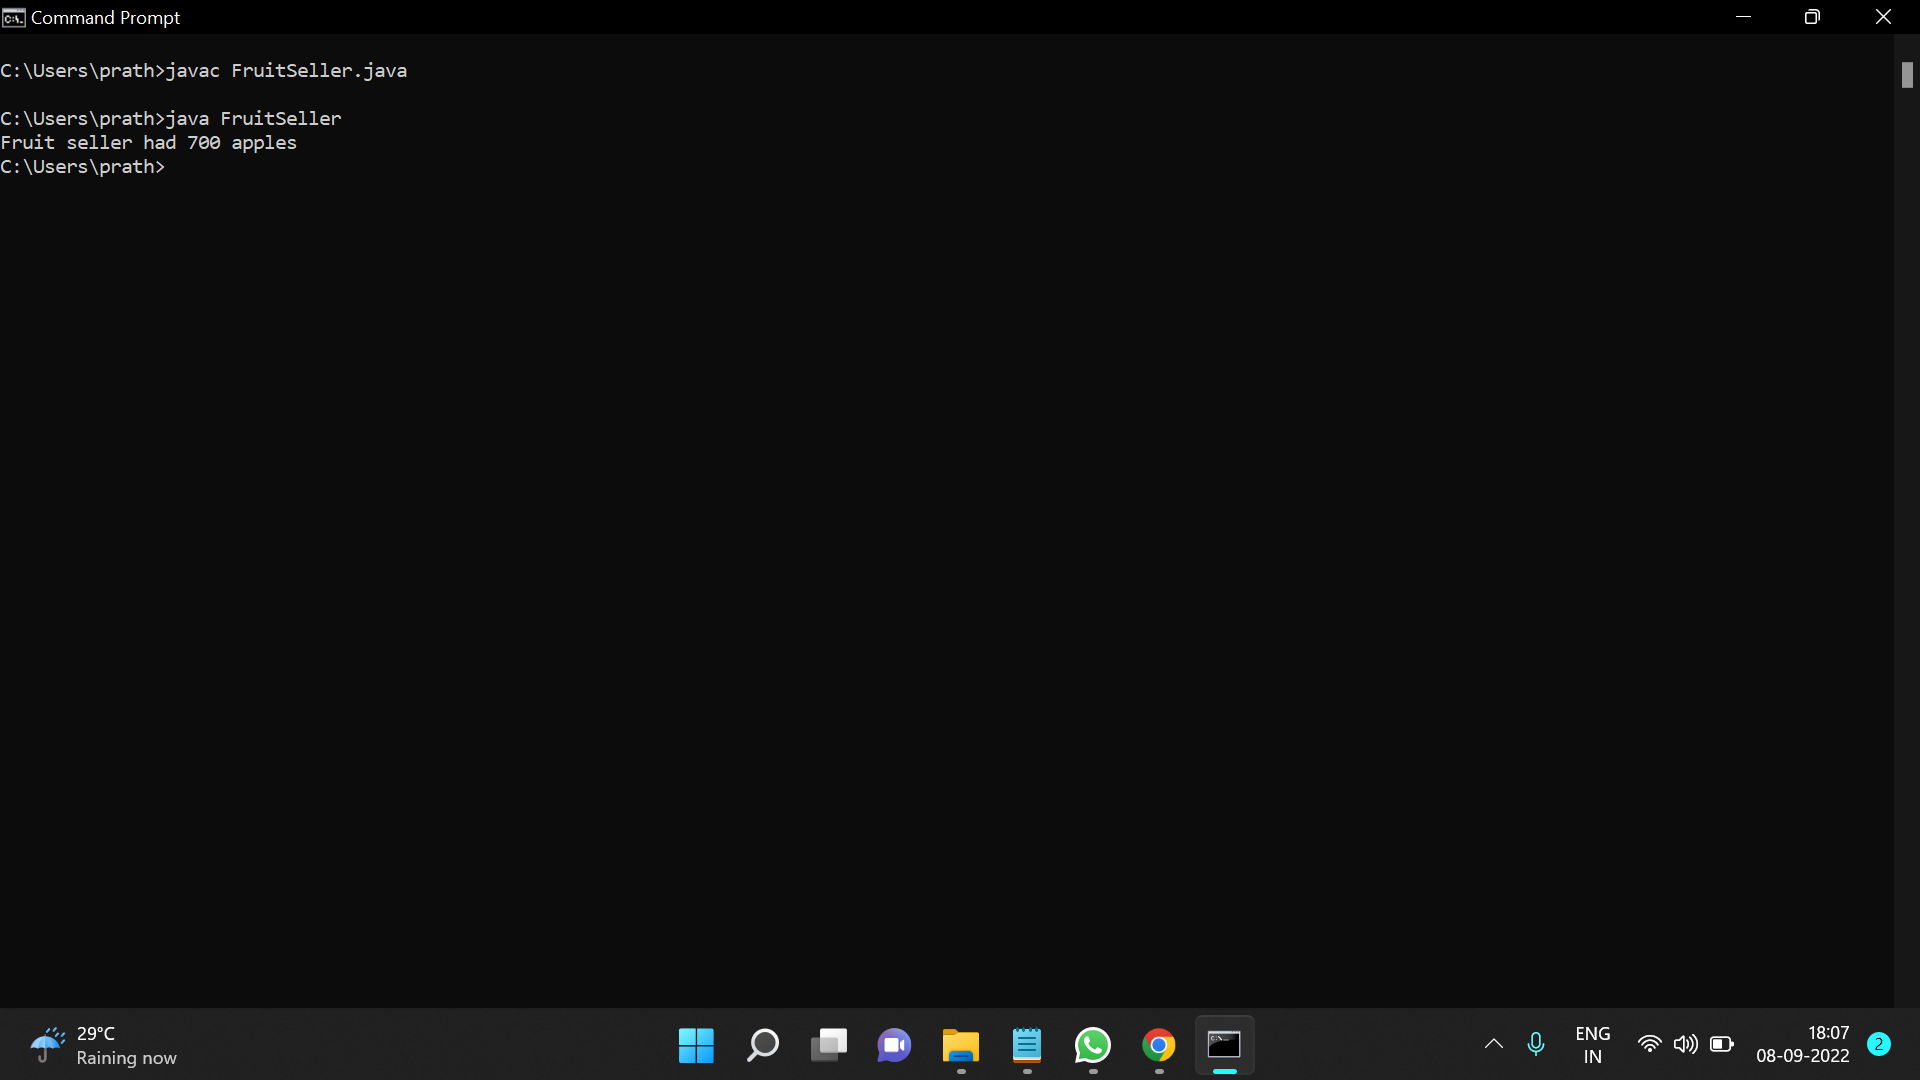 Command Prompt
C:\Users\prath>javac FruitSeller.java
C:\Users\prath>java FruitSeller
Fruit seller had 700 apples
C:\Users\prath>
29°C
Raining now
ENG
IN
18:07
08-09-2022
2